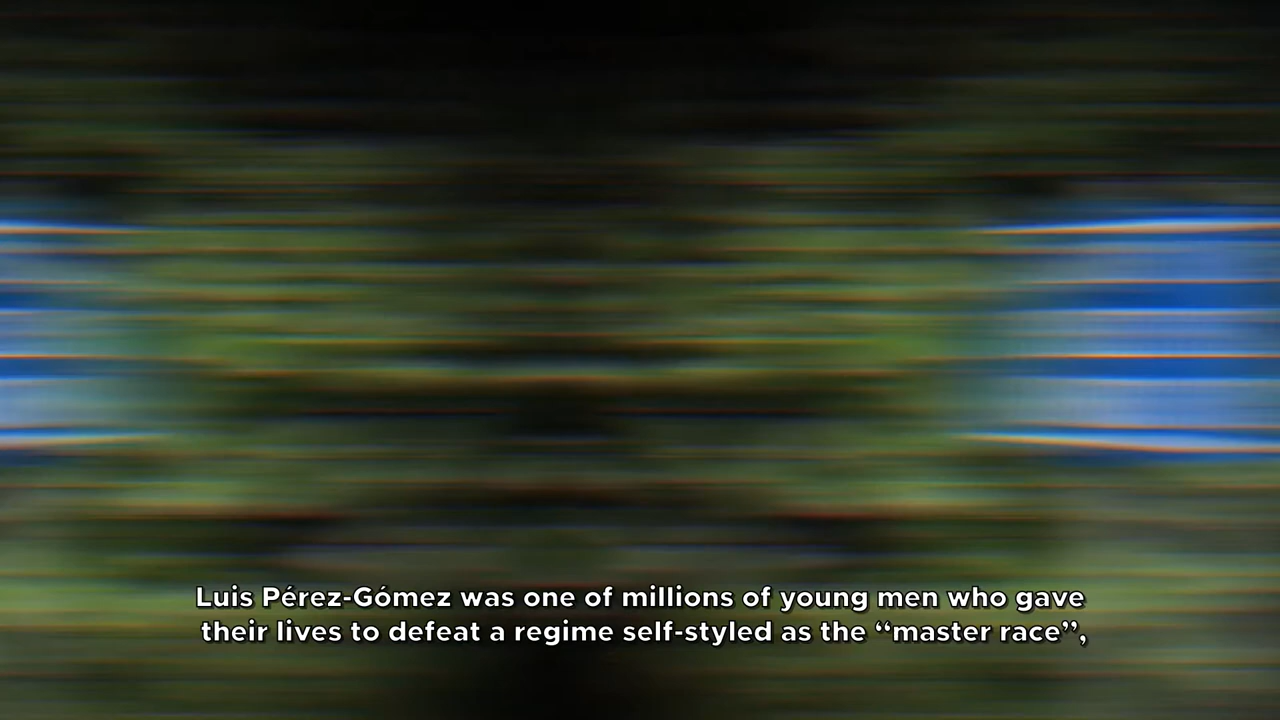 Luis Pérez-Gómez was one of millions of young men who gave
their lives to defeat a regime self-styled as the “master race”,